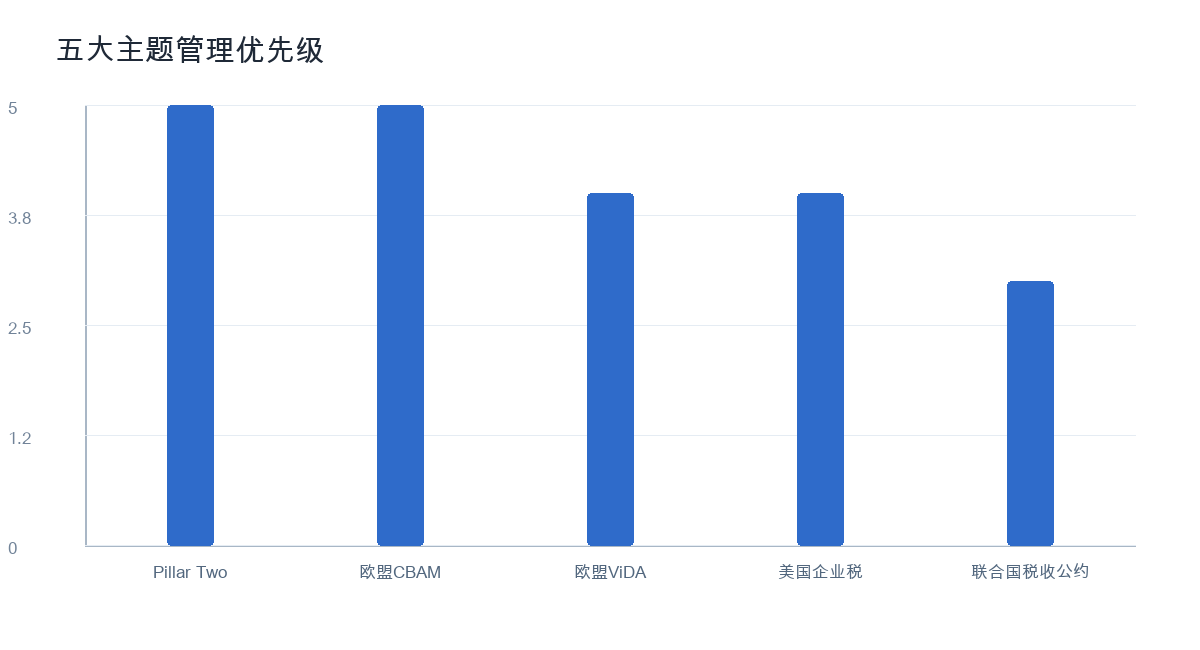 五大主题管理优先级
5
3.8
2.5
1.2
0
Pillar Two
欧盟CBAM
欧盟ViDA
美国企业税
联合国税收公约